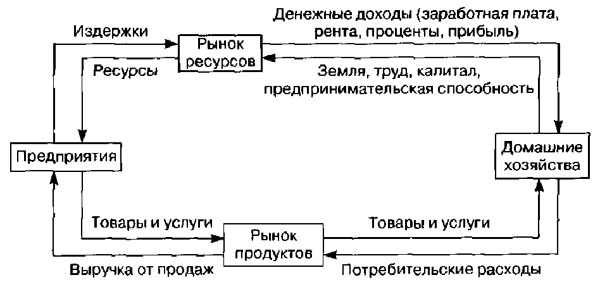 Издержки
Рынок
ресурсов
Денежные доходы (заработная плата,
рента, проценты, прибыль)
Ресурсы
Земля, труд, калитал,
предпринимательская способность
Предприятия
Домашние
хозяйства
Товары и услуги
Рынок
продуктов
Товары и услуги
Выручка от продаж
Потребительские расходы